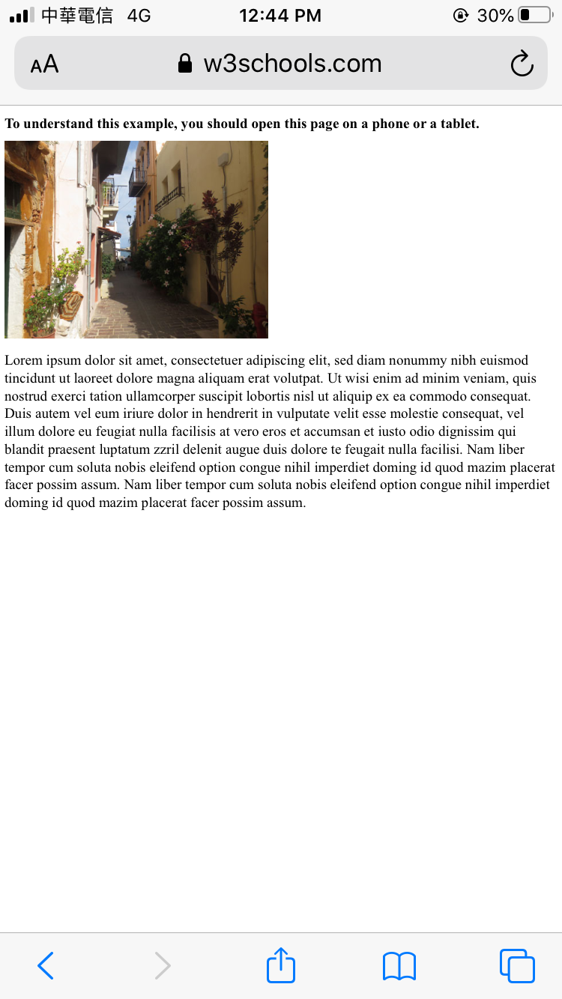 中華電信 4G 12:44 PM 30%
AA w3schools.com
To understand this example, you should open this page on a phone or a tablet.
Lorem ipsum dolor sit amet, consectetuer adipiscing elit, sed diam nonummy nibh euismod
tincidunt ut laoreet dolore magna aliquam erat volutpat. Ut wisi enim ad minim veniam, quis
nostrud exerci tation ullamcorper suscipit lobortis nisl ut aliquip ex ea commodo consequat.
Duis autem vel eum iriure dolor in hendrerit in vulputate velit esse molestie consequat, vel
illum dolore eu feugiat nulla facilisis at vero eros et accumsan et iusto odio dignissim qui
blandit praesent luptatum zzril delenit augue duis dolore te feugait nulla facilisi. Nam liber
tempor cum soluta nobis eleifend option congue nihil imperdiet doming id quod mazim placerat
facer possim assum. Nam liber tempor cum soluta nobis eleifend option congue nihil imperdiet
doming id quod mazim placerat facer possim assum.